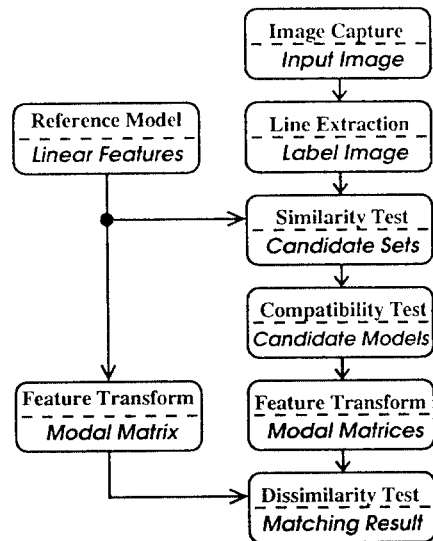 Image Capture
Input Image
Reference Model
Linear Features
Line Extraction
Label Image
Similarity Test
Candidate Sets
Compatibility Test
Candidate Models
Feature Transform
Modal Matrix
Feature Transform
Modal Matrices
Dissimilarity Test
Matching Result